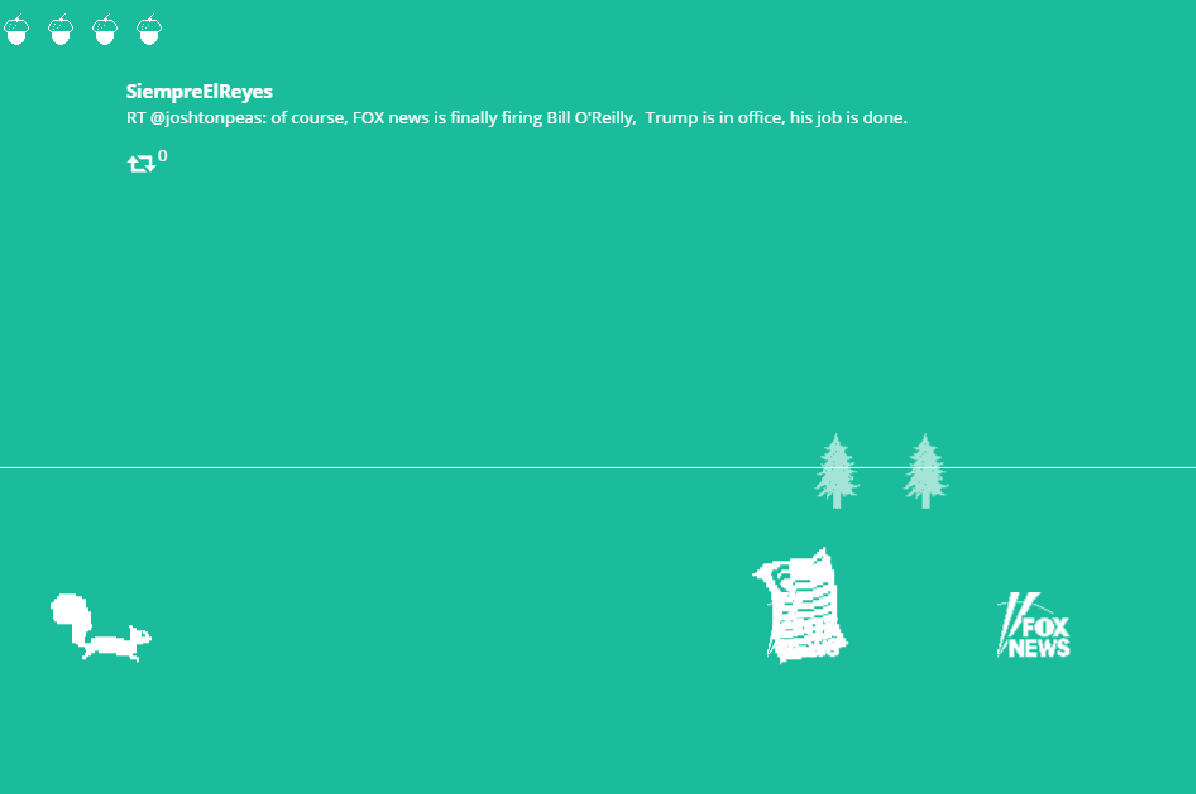 SiempreElReyes
RT @joshtonpeas: of course, FOX news is finally firing Bill O'Reilly,  Trump is in office, his job is done.
0
FOX
NEWS